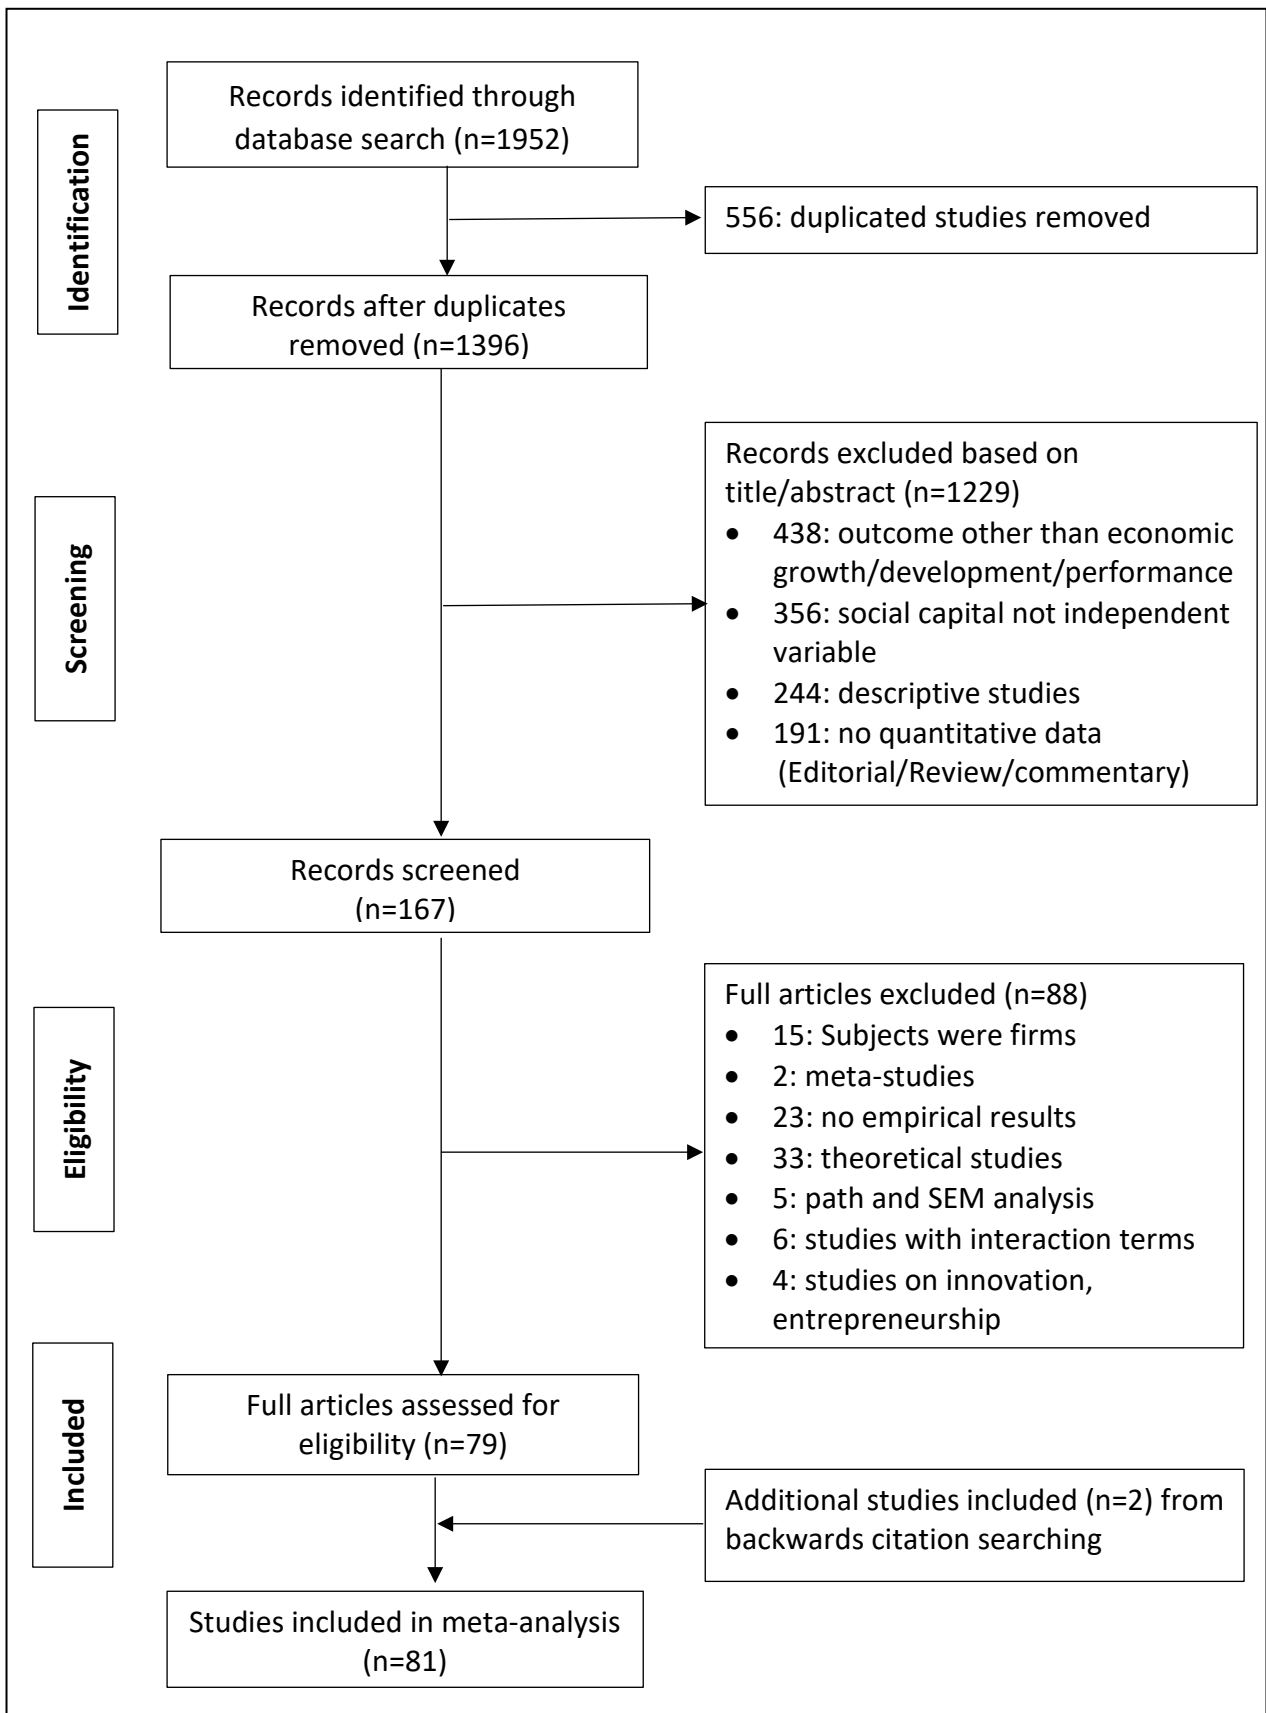 Records identified through
database search (n=1952)
Identification
556: duplicated studies removed
Records after duplicates
removed (n=1396)
Records excluded based on
title/abstract (n=1229)
• 438: outcome other than economic
growth/development/performance
• 356: social capital not independent
variable
• 244: descriptive studies
• 191: no quantitative data
(Editorial/Review/commentary)
Screening
Records screened
(n=167)
Full articles excluded (n=88)
• 15: Subjects were firms
• 2: meta-studies
• 23: no empirical results
• 33: theoretical studies
• 5: path and SEM analysis
• 6: studies with interaction terms
• 4: studies on innovation,
entrepreneurship
Eligibility
Full articles assessed for
eligibility (n=79)
Included
Additional studies included (n=2) from
backwards citation searching
Studies included in meta-analysis
(n=81)